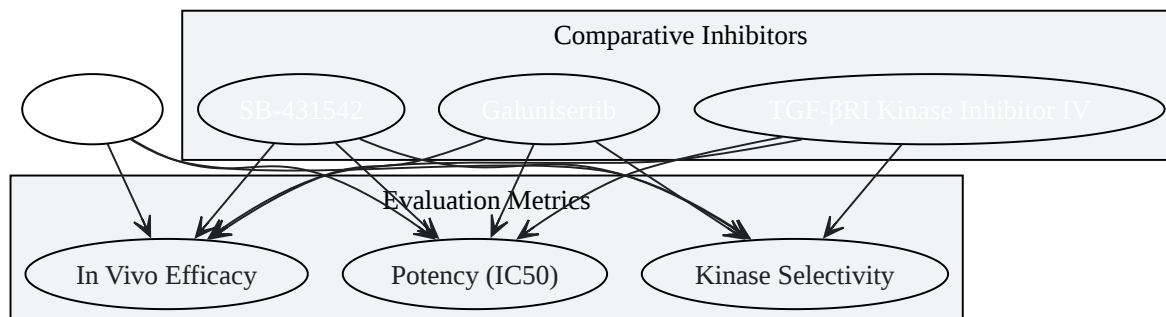 Comparative Inhibitors
SB-431542
Galunisertib
TGF-βRI Kinase Inhibitor IV
Evaluation Metrics
In Vivo Efficacy
Potency (IC50)
Kinase Selectivity